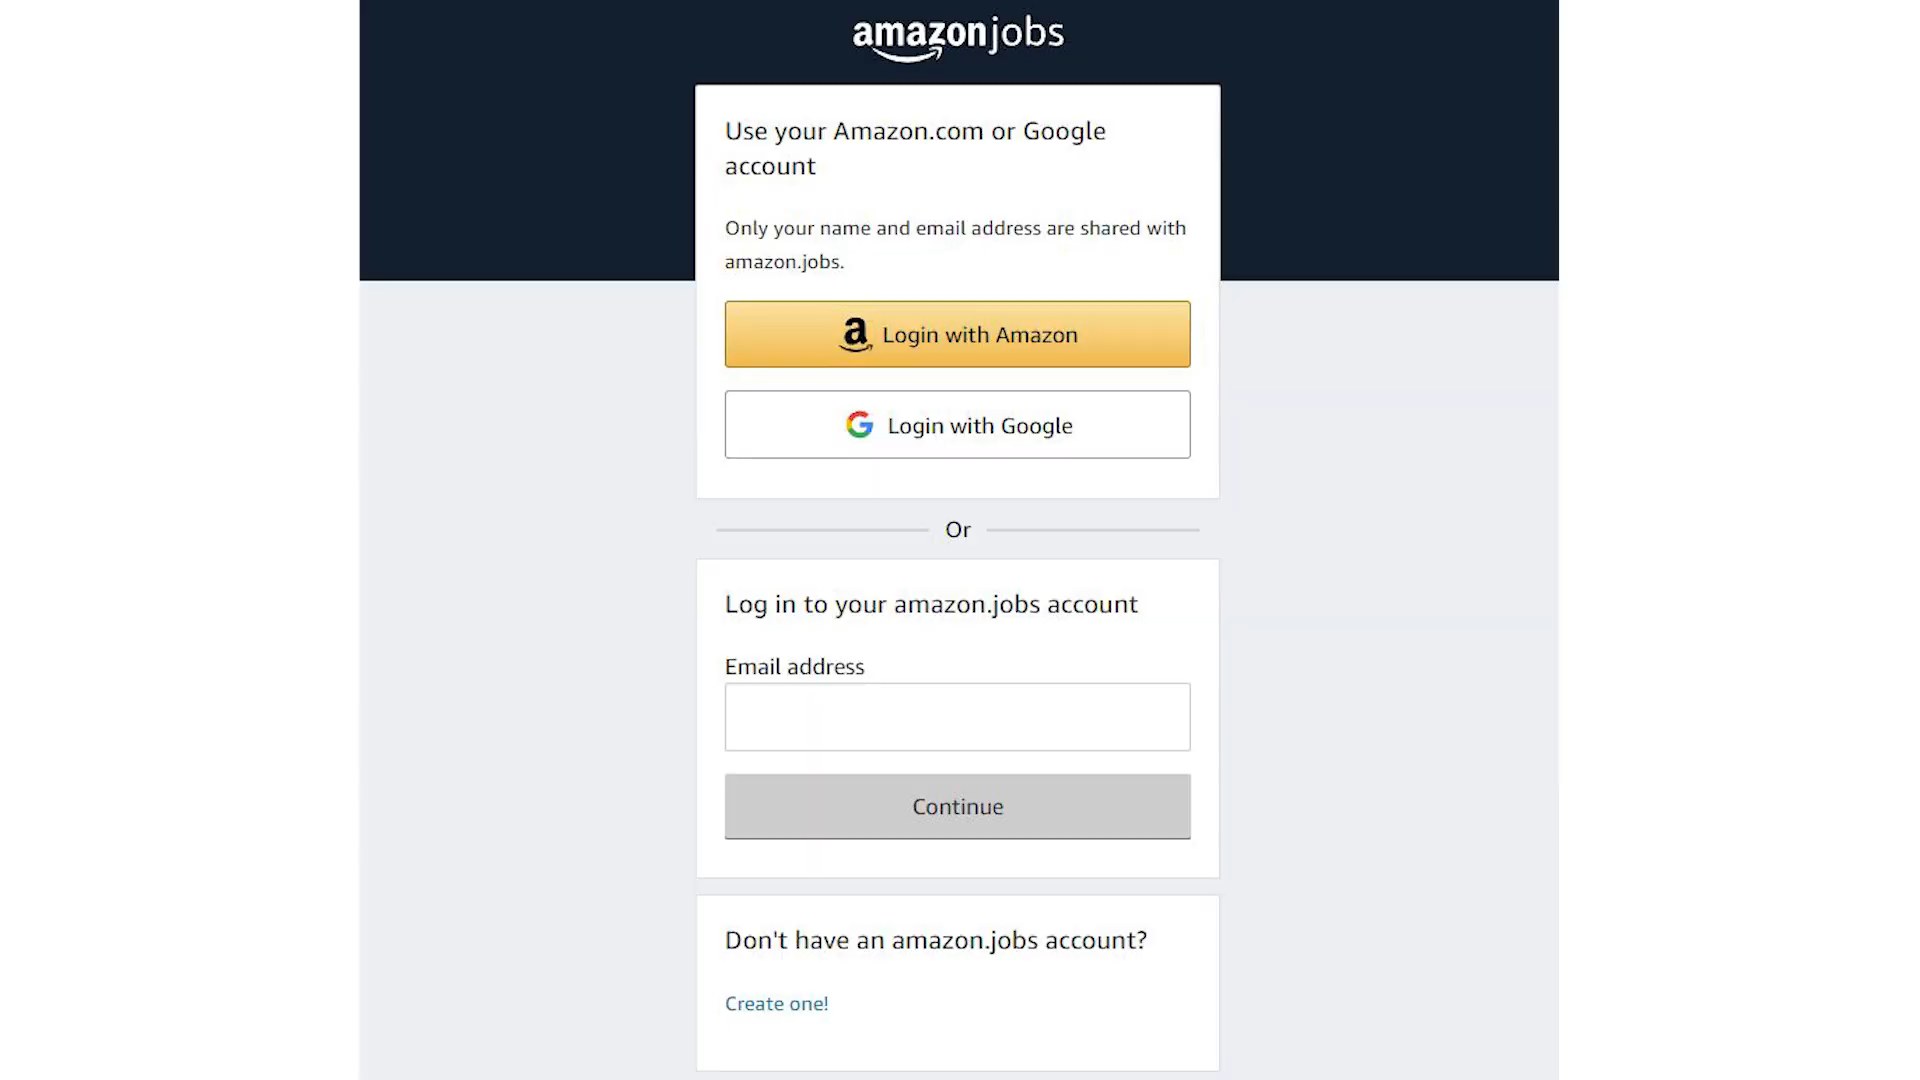 amazonjobs
Use your Amazon.com or Google
account
Only your name and email address are shared with
amazon.jobs.
a Login with Amazon
G Login with Google
Or
Log in to your amazon.jobs account
Email address
Continue
Don't have an amazon.jobs account?
Create one!